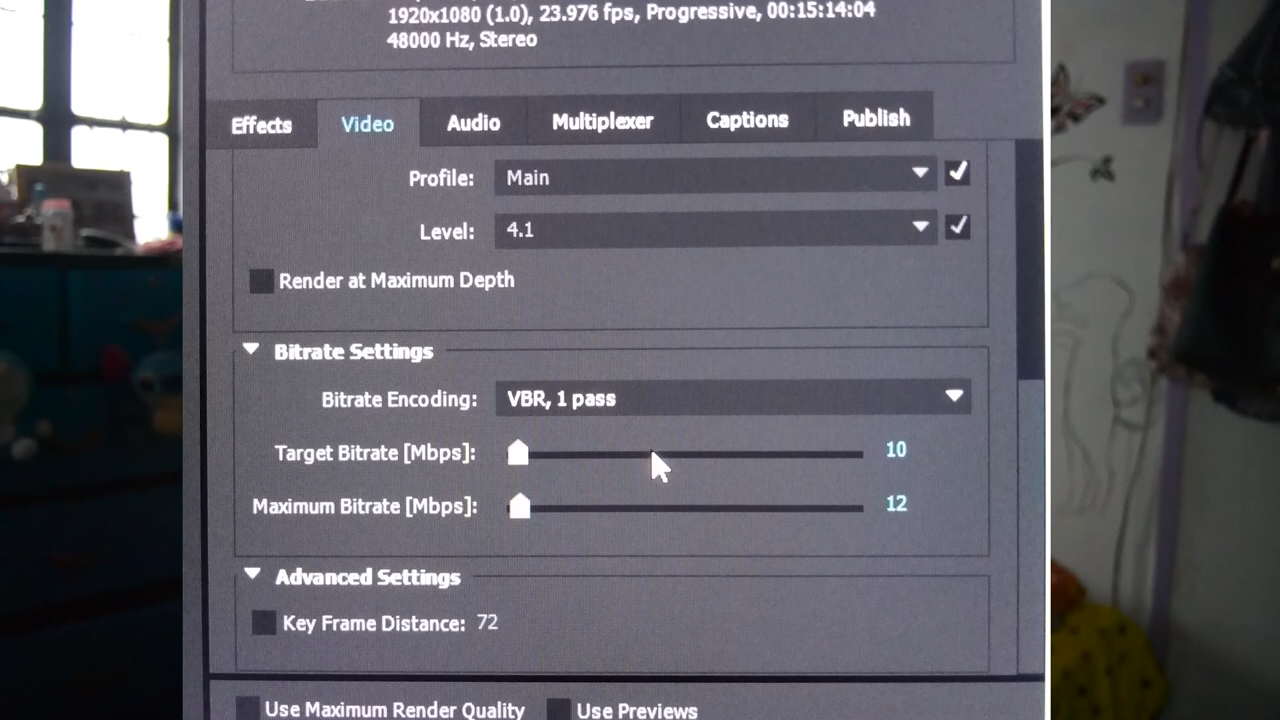 1920x1080 (1.0), 23.976 fps, Progressive, 00:15:14:04
48000 Hz, Stereo
Effects Video Audio Multiplexer Captions Publish
Profile: Main
Level: 4.1
Render at Maximum Depth
Bitrate Settings
Bitrate Encoding: VBR, 1 pass
Target Bitrate [Mbps]: 10
Maximum Bitrate [Mbps]: 12
Advanced Settings
Key Frame Distance: 72
Use Maximum Render Quality Use Previews